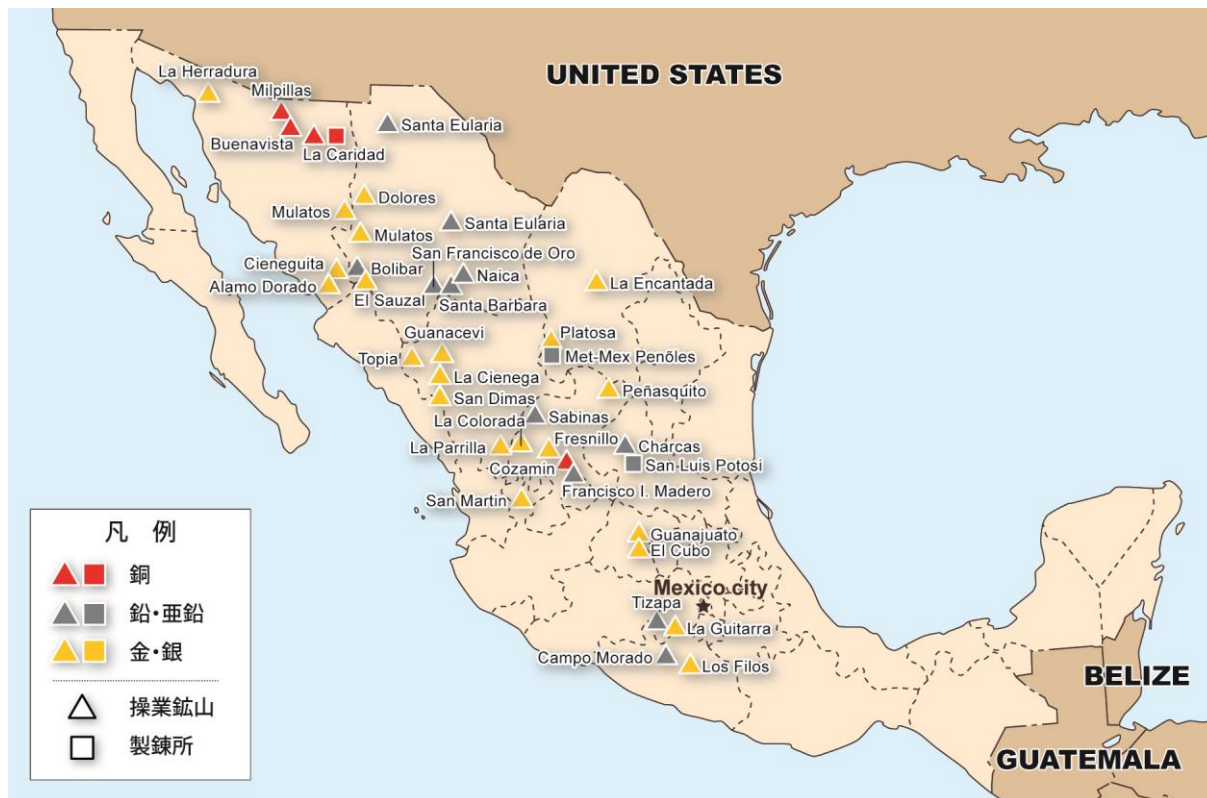 UNITED STATES
La Herradura
Milpillas
Santa Eularia
Buenavista
La Caridad
Dolores
Mulatos
Santa Eularia
Mulatos
San Francisco de Oro
Cieneguita
Bolibar
Naica
La Encantada
Alamo Dorado
El Sauzal
Santa Barbara
Guanacevi
Platosa
Topia
Met-Mex Penõles
La Cienega
Peñasquito
San Dimas
La Colorada
Sabinas
La Parrilla
Fresnillo
Charcas
Cozamin
San Luis Potosi
Francisco I. Madero
San Martin
Guanajuato
El Cubo
Mexico city
Tizapa
La Guitarra
Campo Morado
Los Filos
BELIZE
GUATEMALA
凡 例
銅
鉛・亜鉛
金・銀
操業鉱山
製錬所